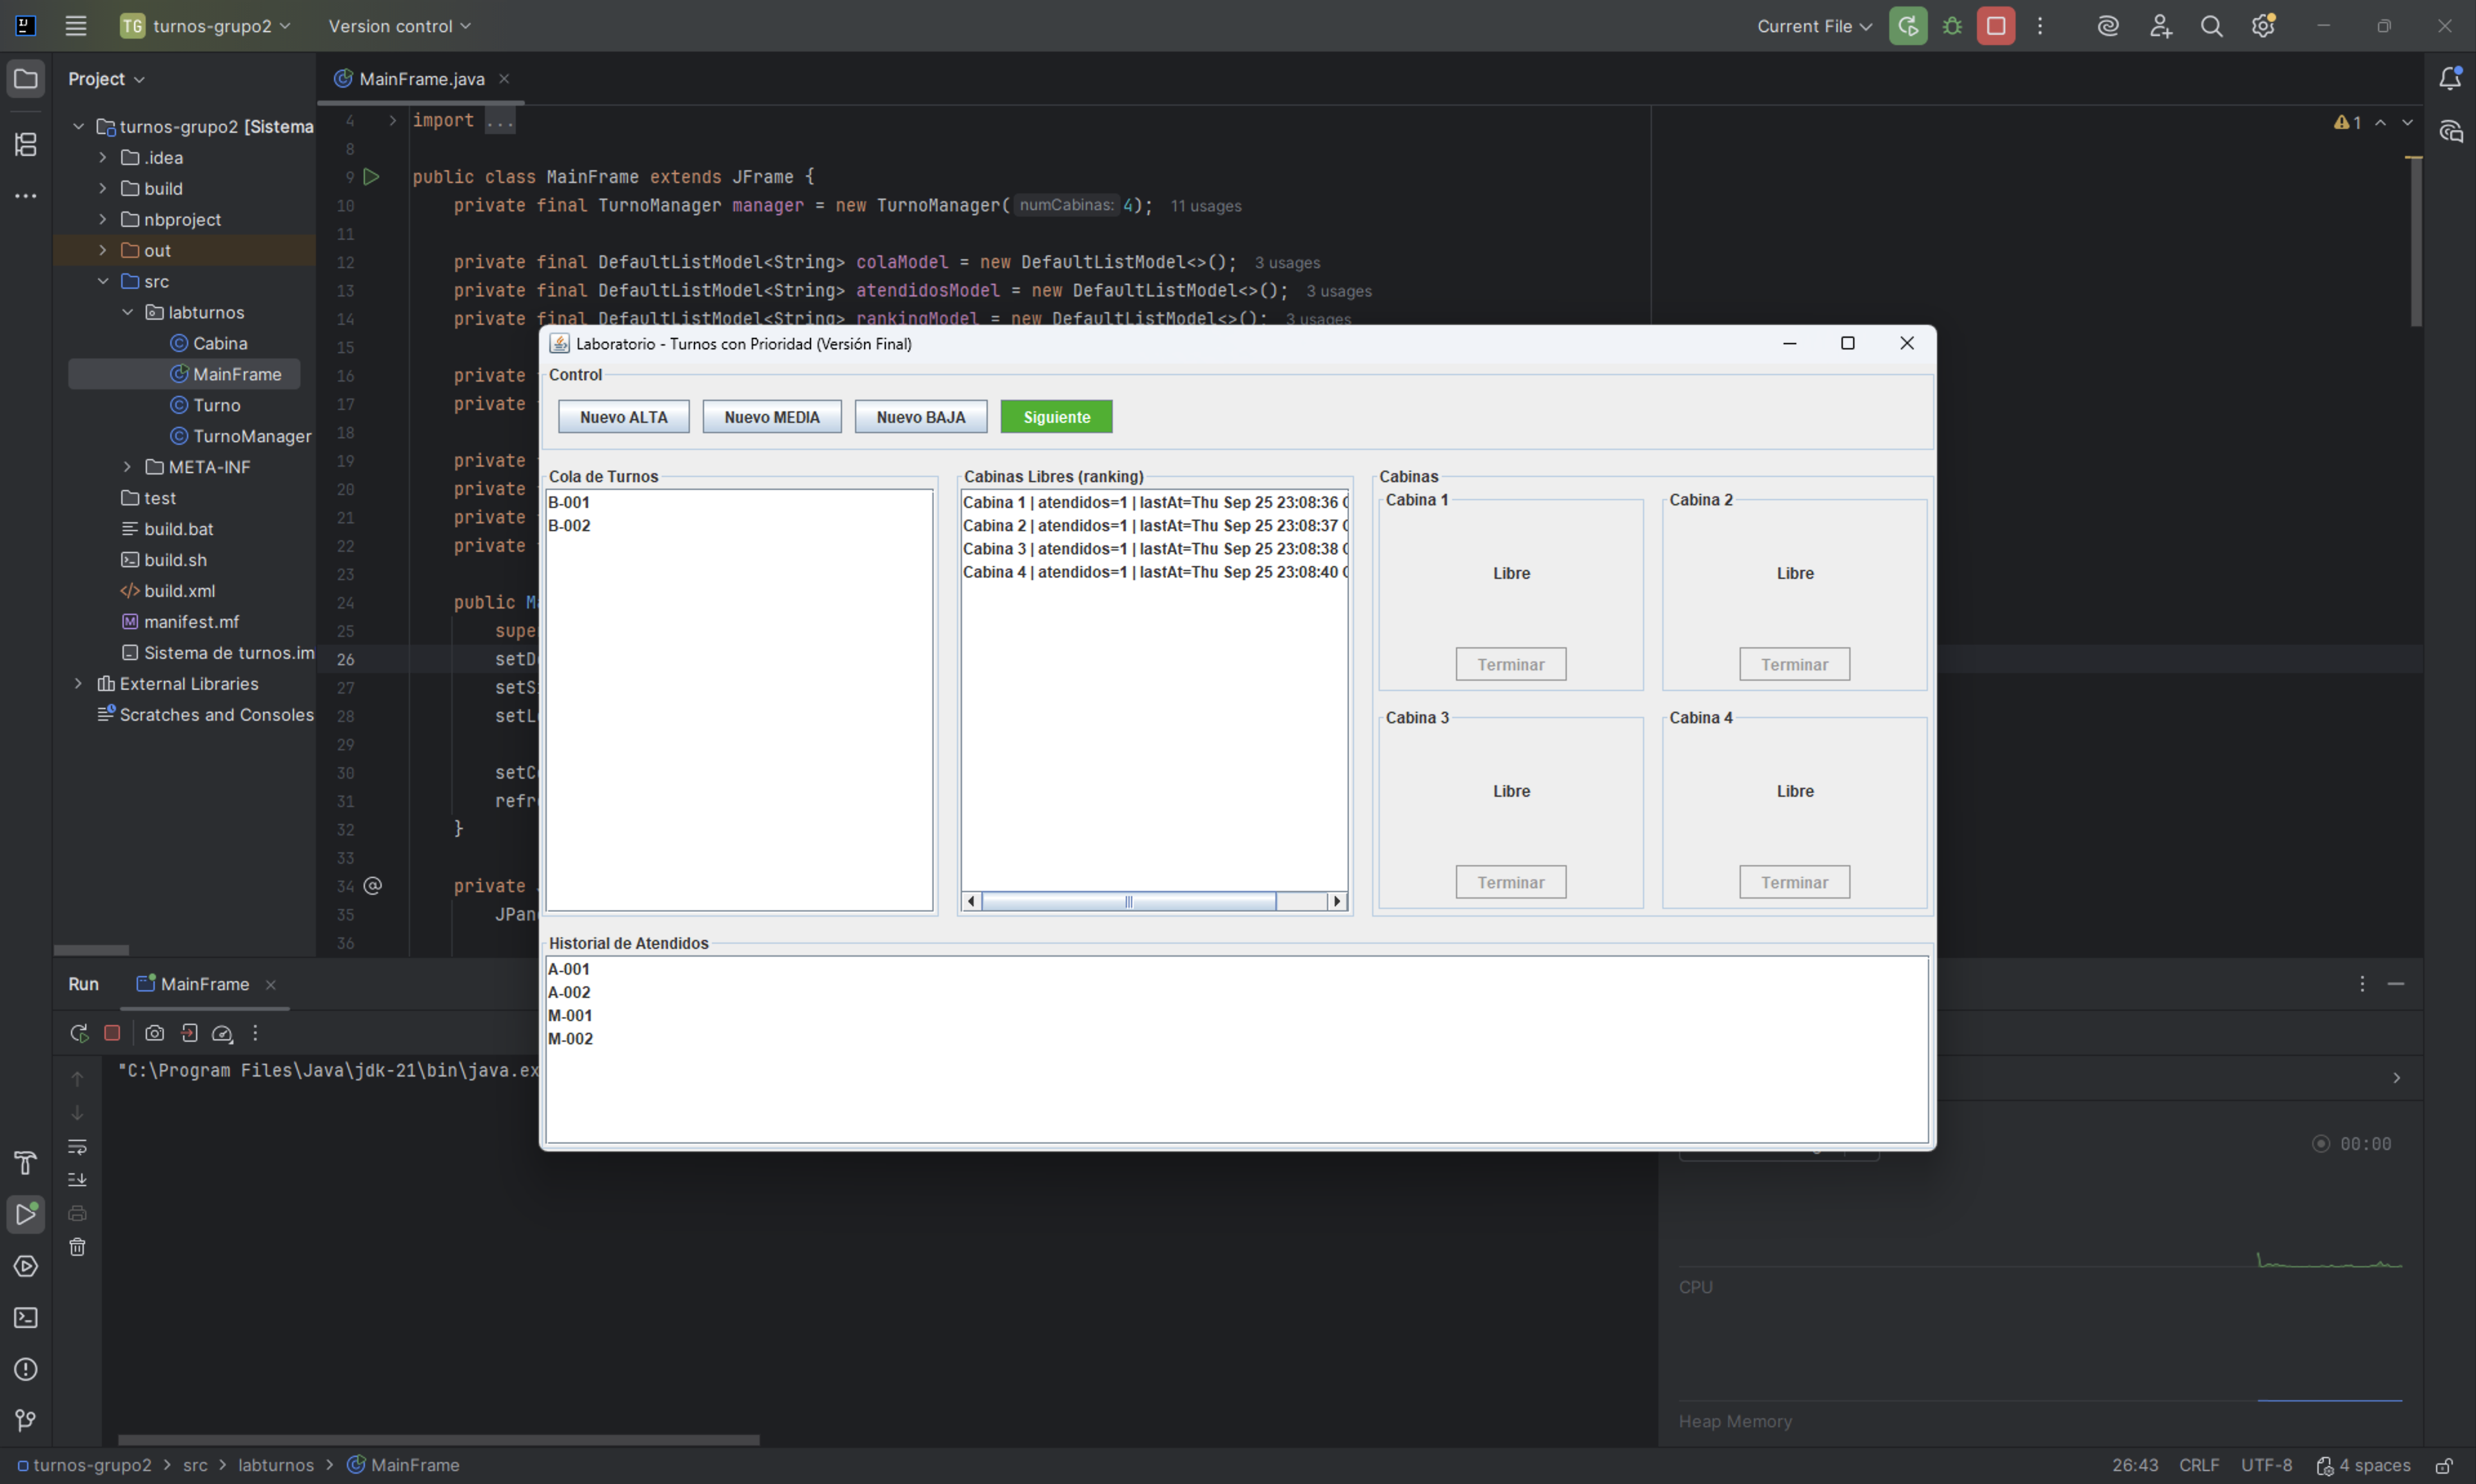 TG turnos-grupo2 Version control Current File
Project
MainFrame.java
turnos-grupo2 [Sistema
.idea
build
nbproject
out
src
labturnos
Cabina
MainFrame
Turno
TurnoManager
META-INF
test
build.bat
build.sh
build.xml
manifest.mf
Sistema de turnos.im
External Libraries
Scratches and Consoles
1
4 import ...
8
9 public class MainFrame extends JFrame {
10 private final TurnoManager manager = new TurnoManager( numCabinas: 4); 11 usages
11
12 private final DefaultListModel<String> colaModel = new DefaultListModel<>(); 3 usages
13 private final DefaultListModel<String> atendidosModel = new DefaultListModel<>(); 3 usages
14 private final DefaultListModel<String> rankingModel = new DefaultListModel<>(); 3 usages
15
16 private
17 private
18
19 private
20 private
21 private
22 private
23
24 public M
25 supe
26 setD
27 setS
28 setL
29
30 setC
31 refr
32 }
33
34 private
35 JPan
36
Laboratorio - Turnos con Prioridad (Versión Final)
Control
Nuevo ALTA Nuevo MEDIA Nuevo BAJA Siguiente
Cola de Turnos
B-001
B-002
Cabinas Libres (ranking)
Cabina 1 | atendidos=1 | lastAt=Thu Sep 25 23:08:36
Cabina 2 | atendidos=1 | lastAt=Thu Sep 25 23:08:37
Cabina 3 | atendidos=1 | lastAt=Thu Sep 25 23:08:38
Cabina 4 | atendidos=1 | lastAt=Thu Sep 25 23:08:40
Cabinas
Cabina 1
Libre
Terminar
Cabina 2
Libre
Terminar
Cabina 3
Libre
Terminar
Cabina 4
Libre
Terminar
Historial de Atendidos
A-001
A-002
M-001
M-002
Run MainFrame
"C:\Program Files\Java\jdk-21\bin\java.ex
00:00
CPU
Heap Memory
turnos-grupo2 > src > labturnos > MainFrame
26:43 CRLF UTF-8 4 spaces